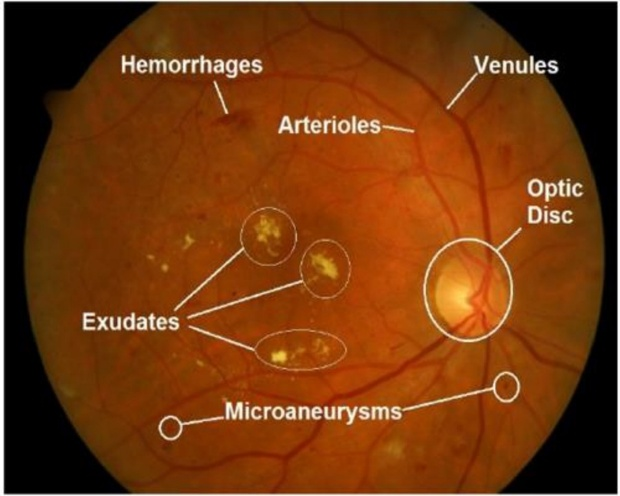 Hemorrhages
Venules
Arterioles
Optic
Disc
Exudates
Microaneurysms